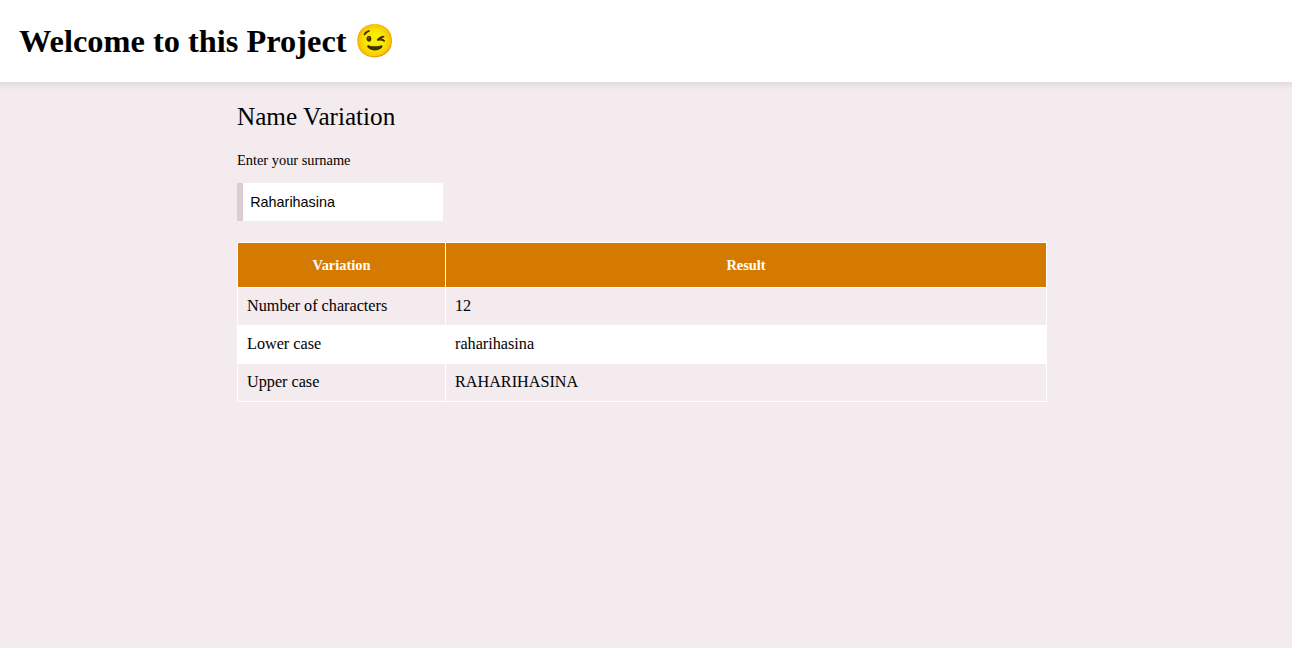 Welcome to this Project 😉
Name Variation
Enter your surname
Raharihasina
Variation Result
Number of characters 12
Lower case raharihasina
Upper case RAHARIHASINA